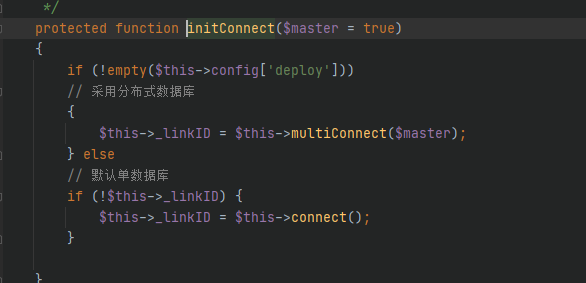 */
protected function initConnect($master = true)
{
if (!empty($this->config['deploy']))
// 采用分布式数据库
{
$this->_linkID = $this->multiConnect($master);
} else
// 默认单数据库
if (!$this->_linkID) {
$this->_linkID = $this->connect();
}
}